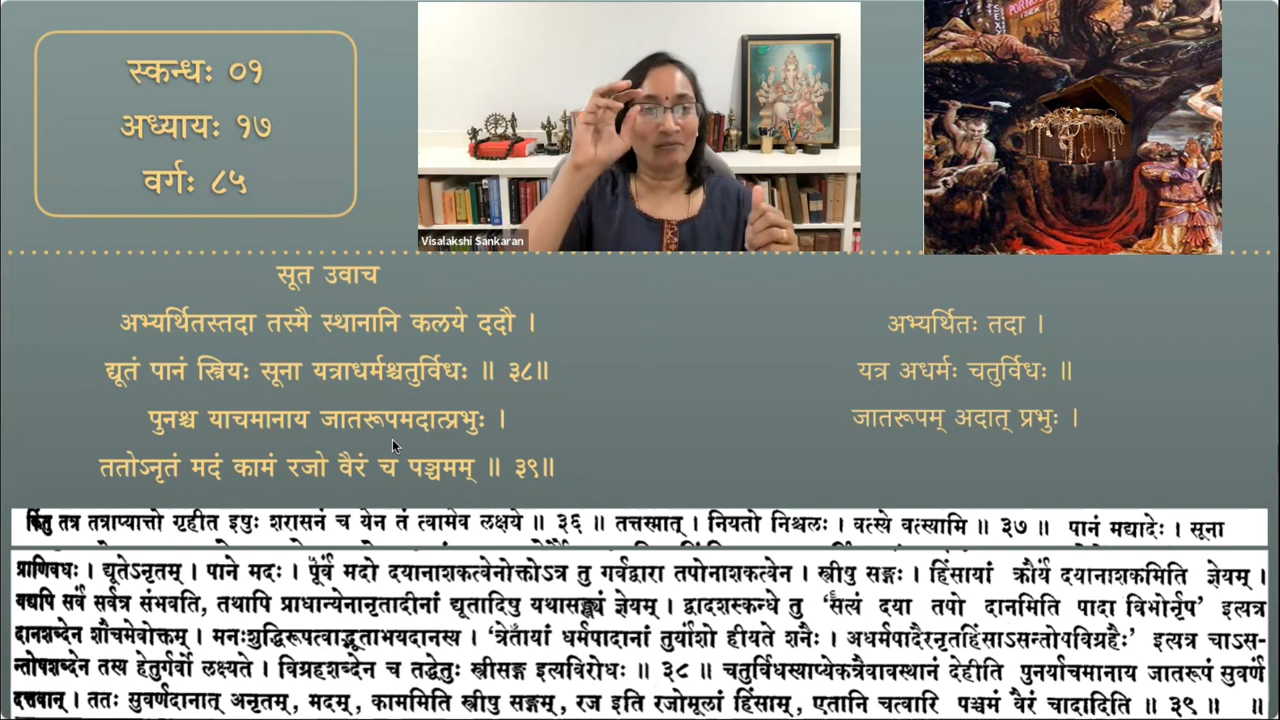 स्कन्धः ०१
अध्यायः १७
वर्गः ८५
Visalakshi Sankaran
सूत उवाच
अभ्यर्थितस्तदा तस्मै स्थानानि कलये ददौ ।
द्यूतं पानं स्त्रियः सूना यत्राधर्मश्चतुर्विधः ॥ ३८॥
पुनश्च याचमानाय जातरूपमदात्प्रभुः ।
ततोऽनृतं मदं कामं रजो वैरं च पञ्चमम् ॥ ३९॥
अभ्यर्थितः तदा ।
यत्र अधर्मः चतुर्विधः ॥
जातरूपम् अदात् प्रभुः ।
तत्र तत्राप्यात्तो गृहीत इषुः शरासनं च येन तं त्वामेव लक्षये ॥ ३६ ॥ तत्तस्मात् । नियतो निश्चलः । वत्स्ये वत्स्यामि ॥ ३७ ॥ पानं मद्यादेः । सूना
प्राणिवधः । द्यूतेऽनृतम् । पाने मदः । पूर्वं मदो दयानाशकत्वेनोक्तोऽत्र तु गर्वद्वारा तपोनाशकत्वेन । स्त्रीषु सङ्गः । हिंसायां क्रौर्यं दयानाशकमिति ज्ञेयम् ।
यद्यपि सर्वं सर्वत्र संभवति, तथापि प्राधान्येनानृतादीनां द्यूतादिषु यथासङ्ख्यं ज्ञेयम् । द्वादशस्कन्धे तु ‘सत्यं दया तपो दानमिति पादा विभोर्नृप’ इत्यत्र
दानशब्देन शौचमेवोक्तम् । मनःशुद्धिरूपत्वाद्भूताभयदानस्य । ‘त्रेतायां धर्मपादानां तुर्यांशो हीयते शनैः । अधर्मपादैरनृतहिंसाऽसन्तोषविग्रहैः’ इत्यत्र चाऽस-
न्तोषशब्देन तस्य हेतुर्गर्वो लक्ष्यते । विग्रहशब्देन च तद्धेतुः स्त्रीसङ्ग इत्यविरोधः ॥ ३८ ॥ चतुर्विधस्याप्येकत्रैवावस्थानं देहीति पुनर्याचमानाय जातरूपं सुवर्णं
दत्तवान् । ततः सुवर्णदानात् अनृतम्, मदम्, काममिति स्त्रीषु सङ्गम्, रज इति रजोमूलां हिंसाम्, एतानि चत्वारि पञ्चमं वैरं चादादिति ॥ ३९ ॥ ॥